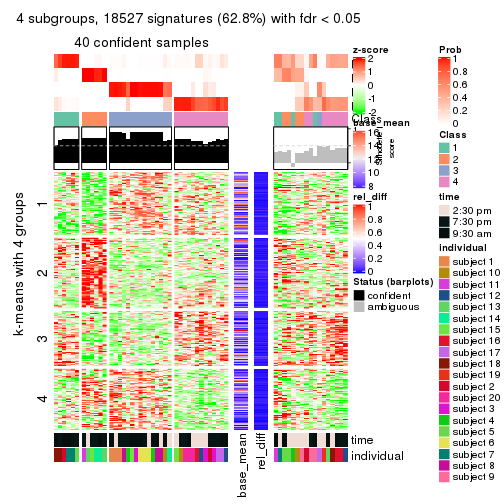 4 subgroups, 18527 signatures (62.8%) with fdr < 0.05
40 confident samples
k-means with 4 groups
1
2
3
4
Class
Silhouette score
time
individual
base_mean
rel_diff
z-score
2
1
0
-1
-2
base_mean
16
14
12
10
8
rel_diff
1
0.8
0.6
0.4
0.2
0
Status (barplots)
confident
ambiguous
Prob
1
0.8
0.6
0.4
0.2
0
Class
1
2
3
4
time
2:30 pm
7:30 pm
9:30 am
individual
subject 1
subject 10
subject 11
subject 12
subject 13
subject 14
subject 15
subject 16
subject 17
subject 18
subject 19
subject 2
subject 20
subject 3
subject 4
subject 5
subject 6
subject 7
subject 8
subject 9